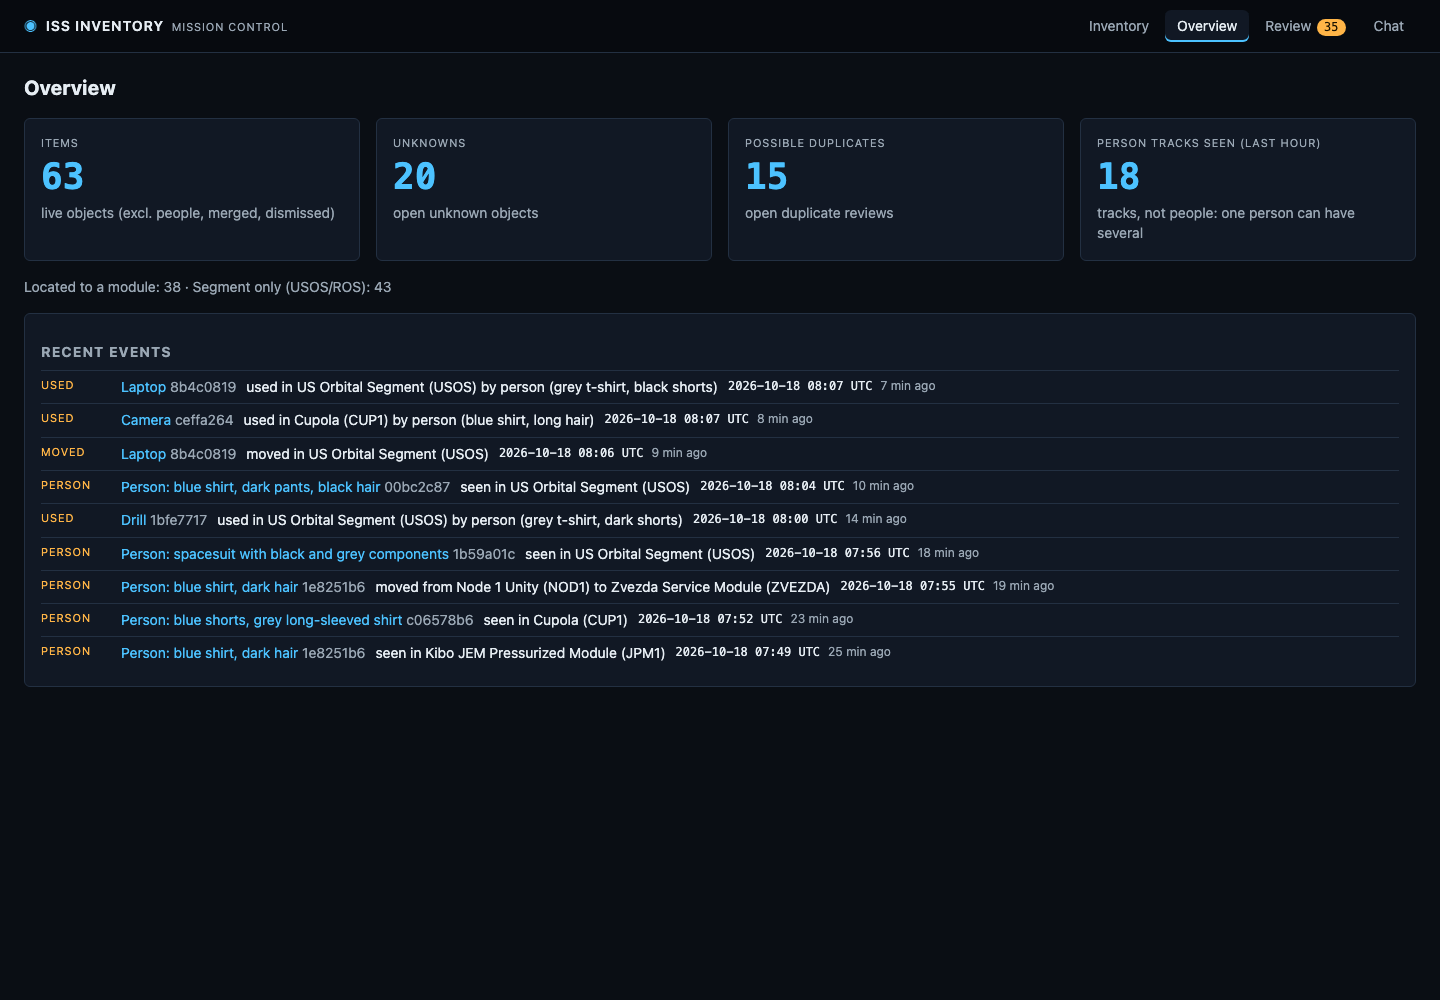 ISS INVENTORY MISSION CONTROL
Inventory Overview Review 35 Chat
Overview
ITEMS
63
live objects (excl. people, merged, dismissed)
UNKNOWNS
20
open unknown objects
POSSIBLE DUPLICATES
15
open duplicate reviews
PERSON TRACKS SEEN (LAST HOUR)
18
tracks, not people: one person can have
several
Located to a module: 38 · Segment only (USOS/ROS): 43
RECENT EVENTS
USED Laptop 8b4c0819 used in US Orbital Segment (USOS) by person (grey t-shirt, black shorts) 2026-10-18 08:07 UTC 7 min ago
USED Camera ceffa264 used in Cupola (CUP1) by person (blue shirt, long hair) 2026-10-18 08:07 UTC 8 min ago
MOVED Laptop 8b4c0819 moved in US Orbital Segment (USOS) 2026-10-18 08:06 UTC 9 min ago
PERSON Person: blue shirt, dark pants, black hair 00bc2c87 seen in US Orbital Segment (USOS) 2026-10-18 08:04 UTC 10 min ago
USED Drill 1bfe7717 used in US Orbital Segment (USOS) by person (grey t-shirt, dark shorts) 2026-10-18 08:00 UTC 14 min ago
PERSON Person: spacesuit with black and grey components 1b59a01c seen in US Orbital Segment (USOS) 2026-10-18 07:56 UTC 18 min ago
PERSON Person: blue shirt, dark hair 1e8251b6 moved from Node 1 Unity (NOD1) to Zvezda Service Module (ZVEZDA) 2026-10-18 07:55 UTC 19 min ago
PERSON Person: blue shorts, grey long-sleeved shirt c06578b6 seen in Cupola (CUP1) 2026-10-18 07:52 UTC 23 min ago
PERSON Person: blue shirt, dark hair 1e8251b6 seen in Kibo JEM Pressurized Module (JPM1) 2026-10-18 07:49 UTC 25 min ago